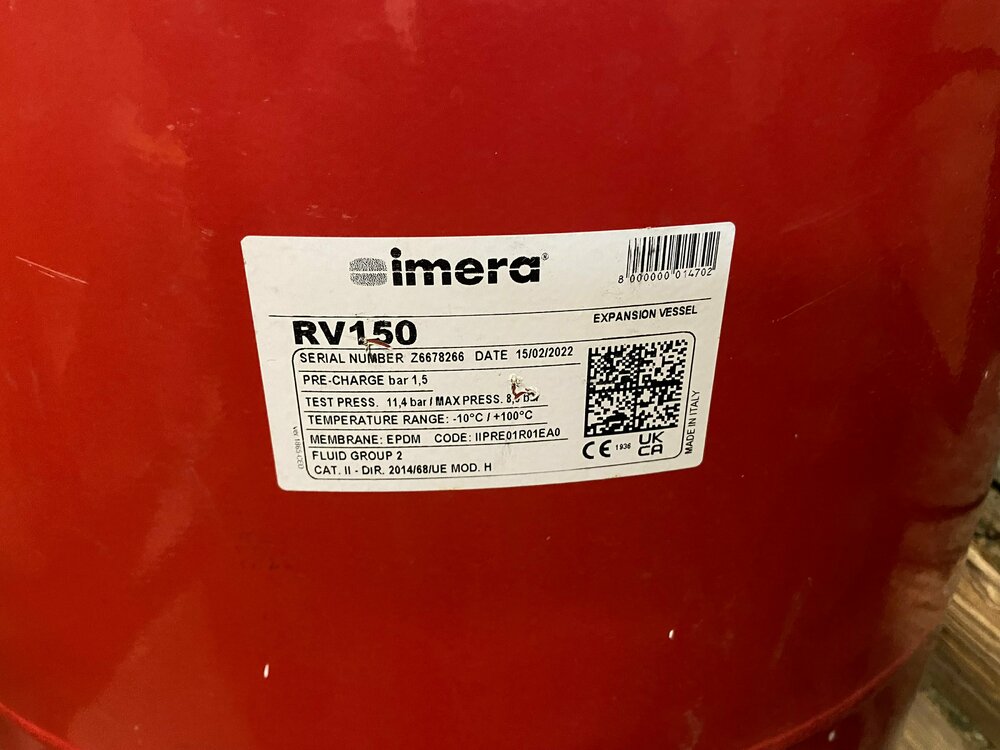 imera®
8 000000 014702
EXPANSION VESSEL
RV150
SERIAL NUMBER Z6678266 DATE 15/02/2022
PRE-CHARGE bar 1,5
TEST PRESS. 11,4 bar / MAX PRESS.
TEMPERATURE RANGE: -10°C / +100°C
MEMBRANE: EPDM CODE: IIPRE01R01EA0
FLUID GROUP 2
CAT. II - DIR. 2014/68/UE MOD. H
CE 1936 UK
CA
MADE IN ITALY